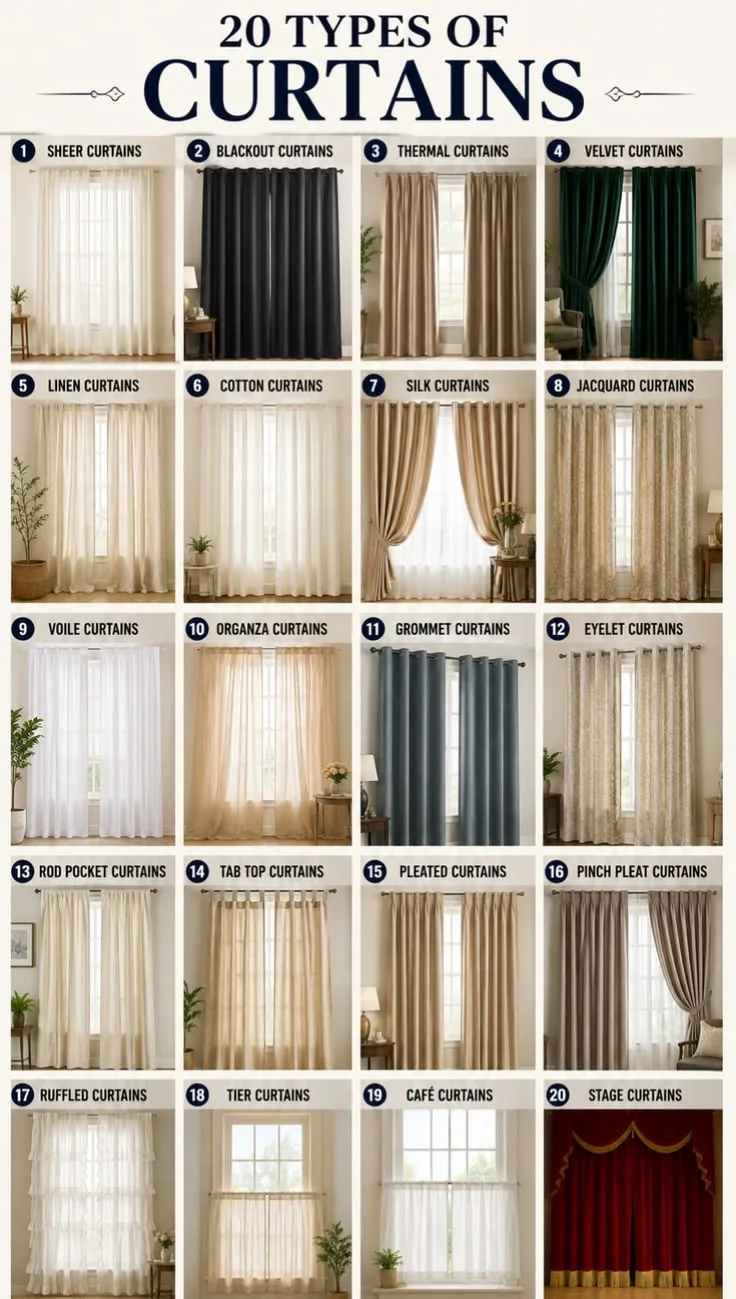 20 TYPES OF
CURTAINS
1 SHEER CURTAINS
2 BLACKOUT CURTAINS
3 THERMAL CURTAINS
4 VELVET CURTAINS
5 LINEN CURTAINS
6 COTTON CURTAINS
7 SILK CURTAINS
8 JACQUARD CURTAINS
9 VOILE CURTAINS
10 ORGANZA CURTAINS
11 GROMMET CURTAINS
12 EYELET CURTAINS
13 ROD POCKET CURTAINS
14 TAB TOP CURTAINS
15 PLEATED CURTAINS
16 PINCH PLEAT CURTAINS
17 RUFFLED CURTAINS
18 TIER CURTAINS
19 CAFÉ CURTAINS
20 STAGE CURTAINS